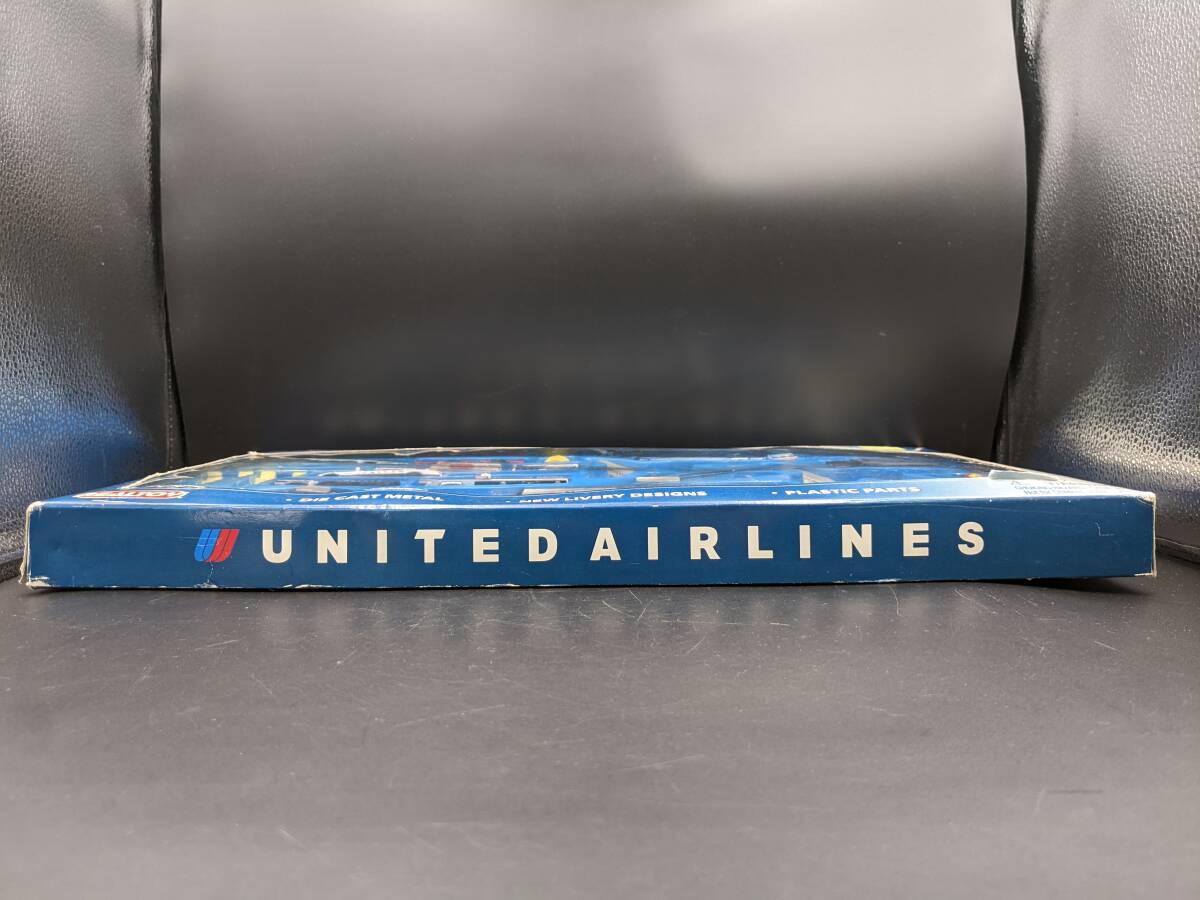 • DIE CAST METAL
NEW LIVERY DESIGNS
• PLASTIC PARTS
UNITED AIRLINES